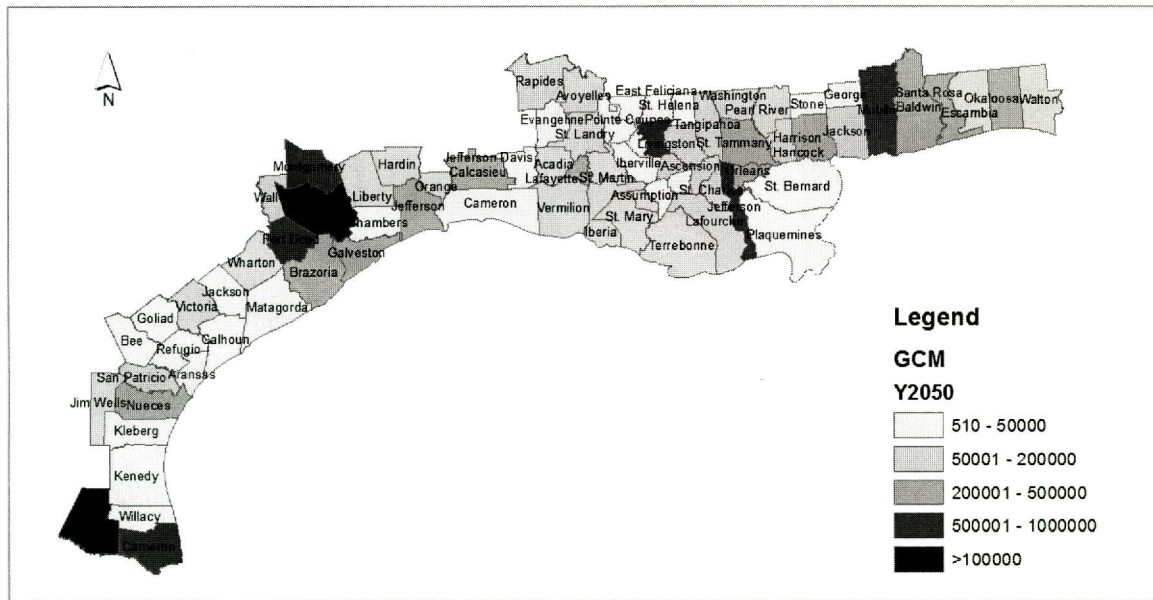 N
Rapides
Avoyelles
East Feliciana
St. Helena
Washington
Pearl River
Stone
George
Mobile
Santa Rosa
Baldwin
Escambia
Okaloosa
Walton
Evangeline
Pointe Coupee
St. Landry
Tangipahoa
Livingston
St. Tammany
Harrison
Hancock
Jackson
Montgomery
Hardin
Jefferson Davis
Calcasieu
Acadia
Lafayette
St. Martin
Iberville
Ascension
Orleans
St. Bernard
Liberty
Orange
Jefferson
Chambers
Cameron
Vermilion
Assumption
St. Mary
Iberia
Lafourche
Jefferson
Terrebonne
Plaquemines
Fort Bend
Galveston
Wharton
Brazoria
Jackson
Victoria
Matagorda
Goliad
Bee
Refugio
Calhoun
Aransas
San Patricio
Jim Wells
Nueces
Kleberg
Kenedy
Willacy
Cameron
Legend
GCM
Y2050
510 - 50000
50001 - 200000
200001 - 500000
500001 - 1000000
>100000